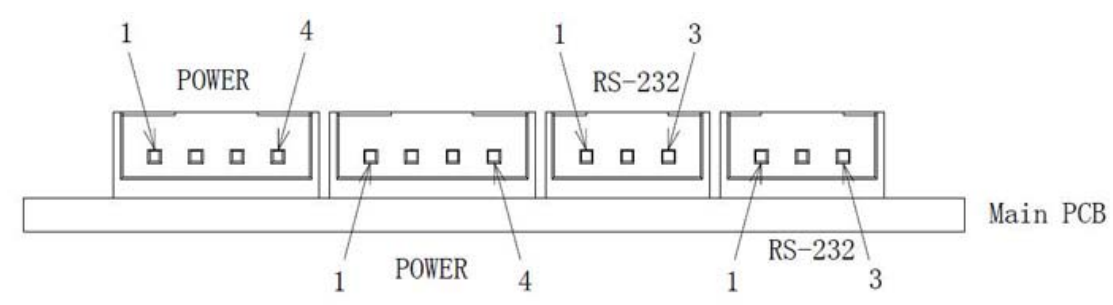 1 4 1 3
POWER RS-232
Main PCB
RS-232
1 POWER 4 1 3